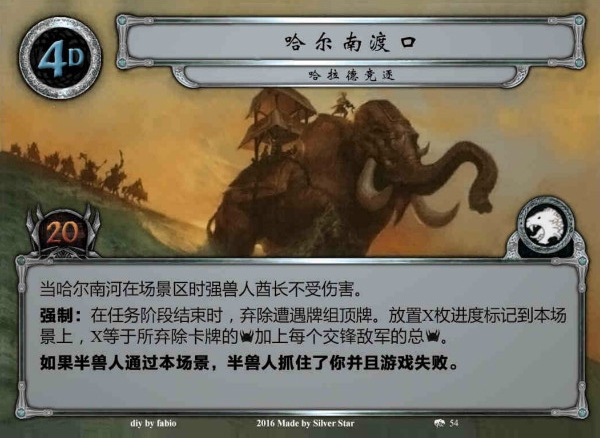 4D
哈尔南渡口
哈拉德竞逐
20
当哈尔南河在场景区时强兽人酋长不受伤害。
强制：在任务阶段结束时，弃除遭遇牌组顶牌。放置X枚进度标记到本场
景上，X等于所弃除卡牌的加上每个交锋敌军的总。
如果半兽人通过本场景，半兽人抓住了你并且游戏失败。
diy by fabio
2016 Made by Silver Star
54